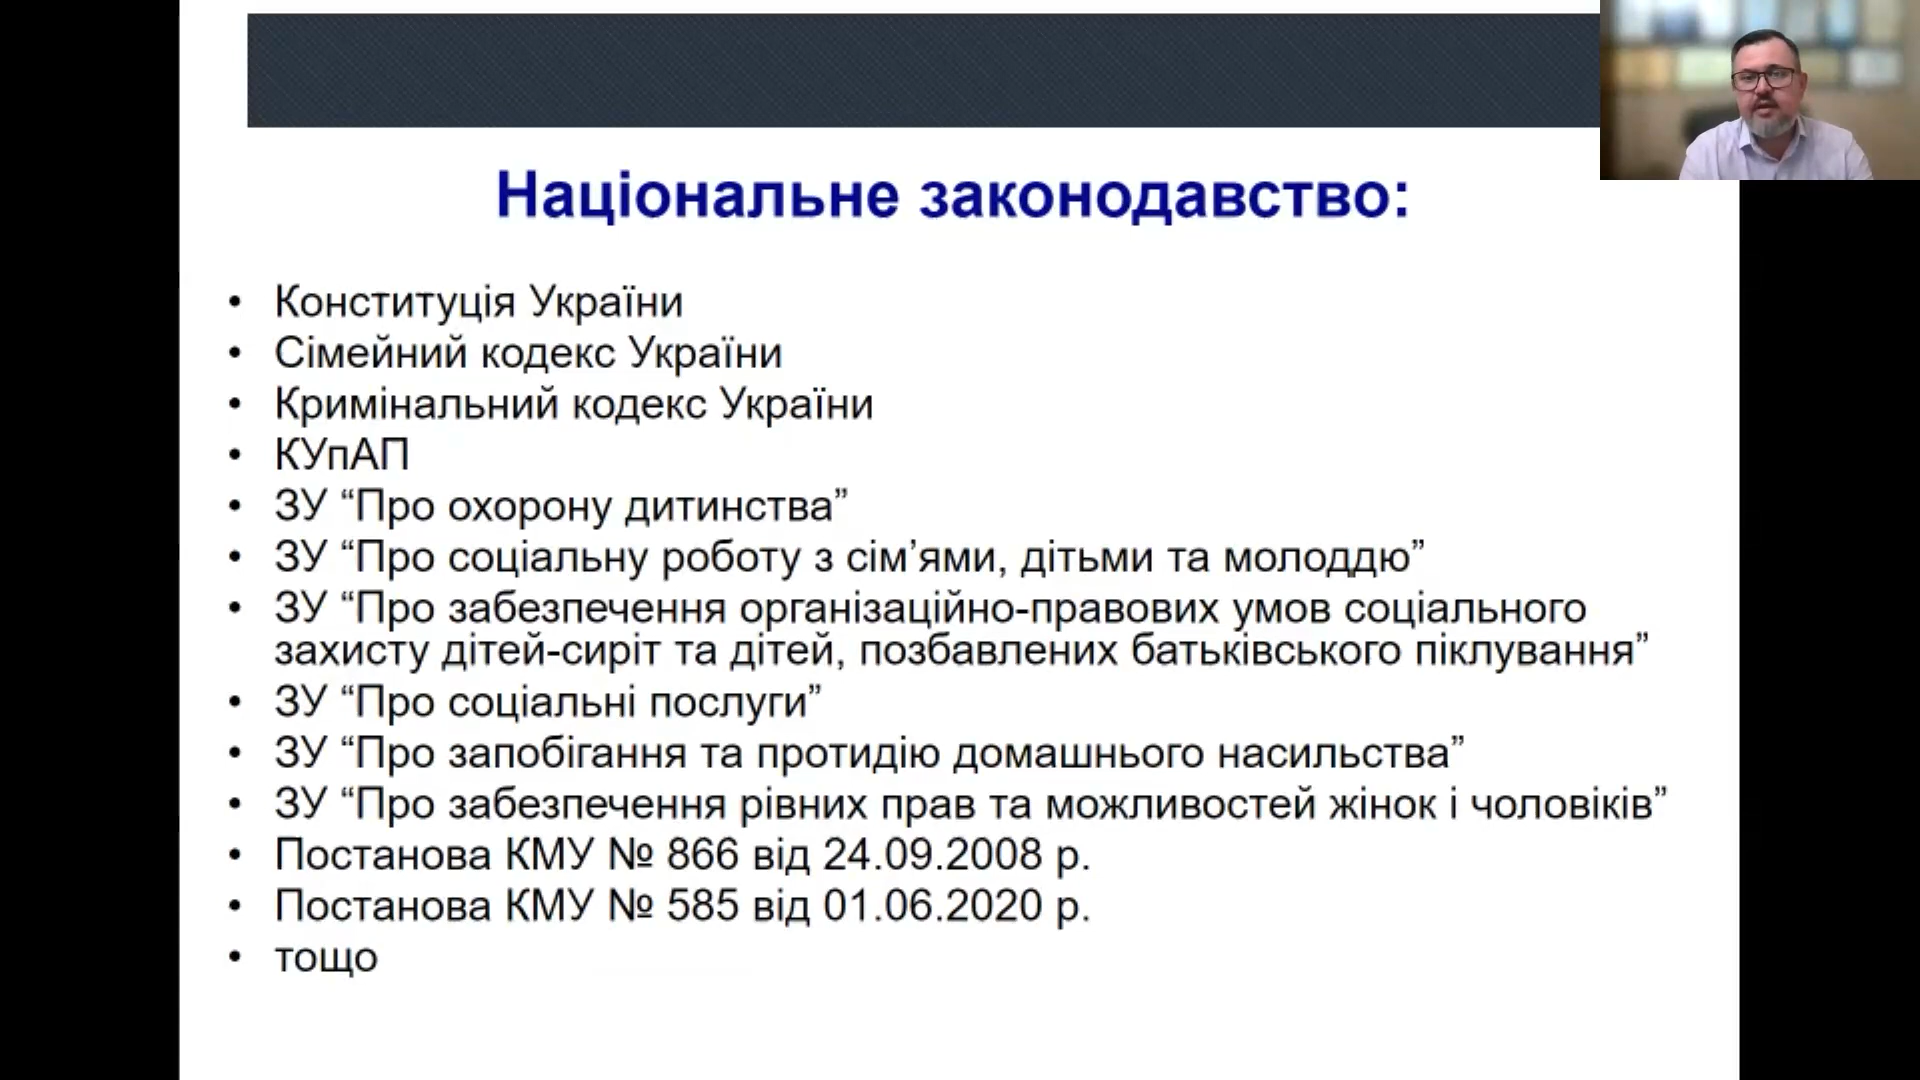 Національне законодавство:
• Конституція України
• Сімейний кодекс України
• Кримінальний кодекс України
• КУпАП
• ЗУ “Про охорону дитинства”
• ЗУ “Про соціальну роботу з сім’ями, дітьми та молоддю”
• ЗУ “Про забезпечення організаційно-правових умов соціального
захисту дітей-сиріт та дітей, позбавлених батьківського піклування”
• ЗУ “Про соціальні послуги”
• ЗУ “Про запобігання та протидію домашнього насильства”
• ЗУ “Про забезпечення рівних прав та можливостей жінок і чоловіків”
• Постанова КМУ № 866 від 24.09.2008 р.
• Постанова КМУ № 585 від 01.06.2020 р.
• тощо